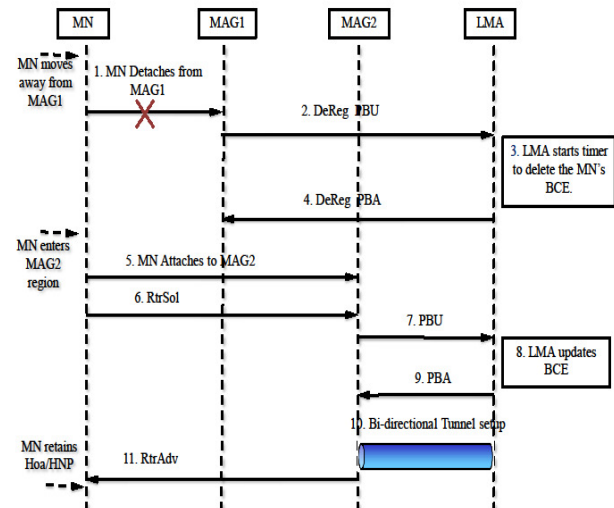 MN
MAG1
MAG2
LMA
MN moves
away from
MAG1
1. MN Detaches from
MAG1
2. DeReg PBU
3. LMA starts timer
to delete the MN's
BCE.
4. DeReg PBA
MN enters
MAG2
region
5. MN Attaches to MAG2
6. RtrSol
7. PBU
8. LMA updates
BCE
9. PBA
10. Bi-directional Tunnel setup
MN retains
Hoa/HNP
11. RtrAdv